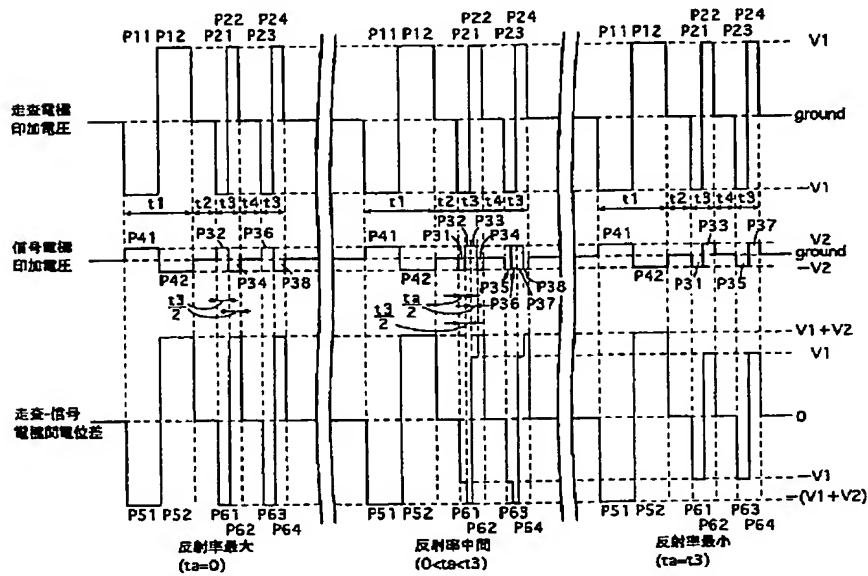 P22 P24
P11 P12 P21 P23
P22 P24
P11 P12 P21 P23
P22 P24
P11 P12 P21 P23
V1
走査電極
印加電圧
ground
−V1
t1 t2 t3 t4 t3
t1 t2 t3 t4 t3
t1 t2 t3 t4 t3
信号電極
印加電圧
P41 P32 P36
P42 P34 P38
P41 P31 P32 P33 P34
P42 P35 P36 P37 P38
P41 P33 P37
P42 P31 P35
V2
ground
−V2
t3/2
t3/2
ta/2
V1+V2
V1
走査-信号
電極間電位差
0
−V1
−(V1+V2)
P51 P52 P61 P63
P62 P64
P51 P52 P61 P63
P62 P64
P51 P52 P61 P63
P62 P64
反射率最大
(ta=0)
反射率中間
(0<ta<t3)
反射率最小
(ta=t3)